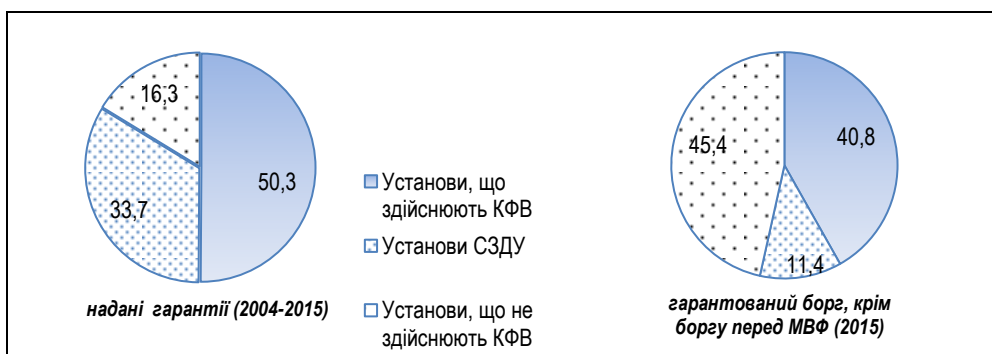 16,3
50,3
33,7
надані гарантії (2004-2015)
Установи, що
здійснюють КФВ
Установи СЗДУ
Установи, що не
здійснюють КФВ
45,4
40,8
11,4
гарантований борг, крім
боргу перед МВФ (2015)